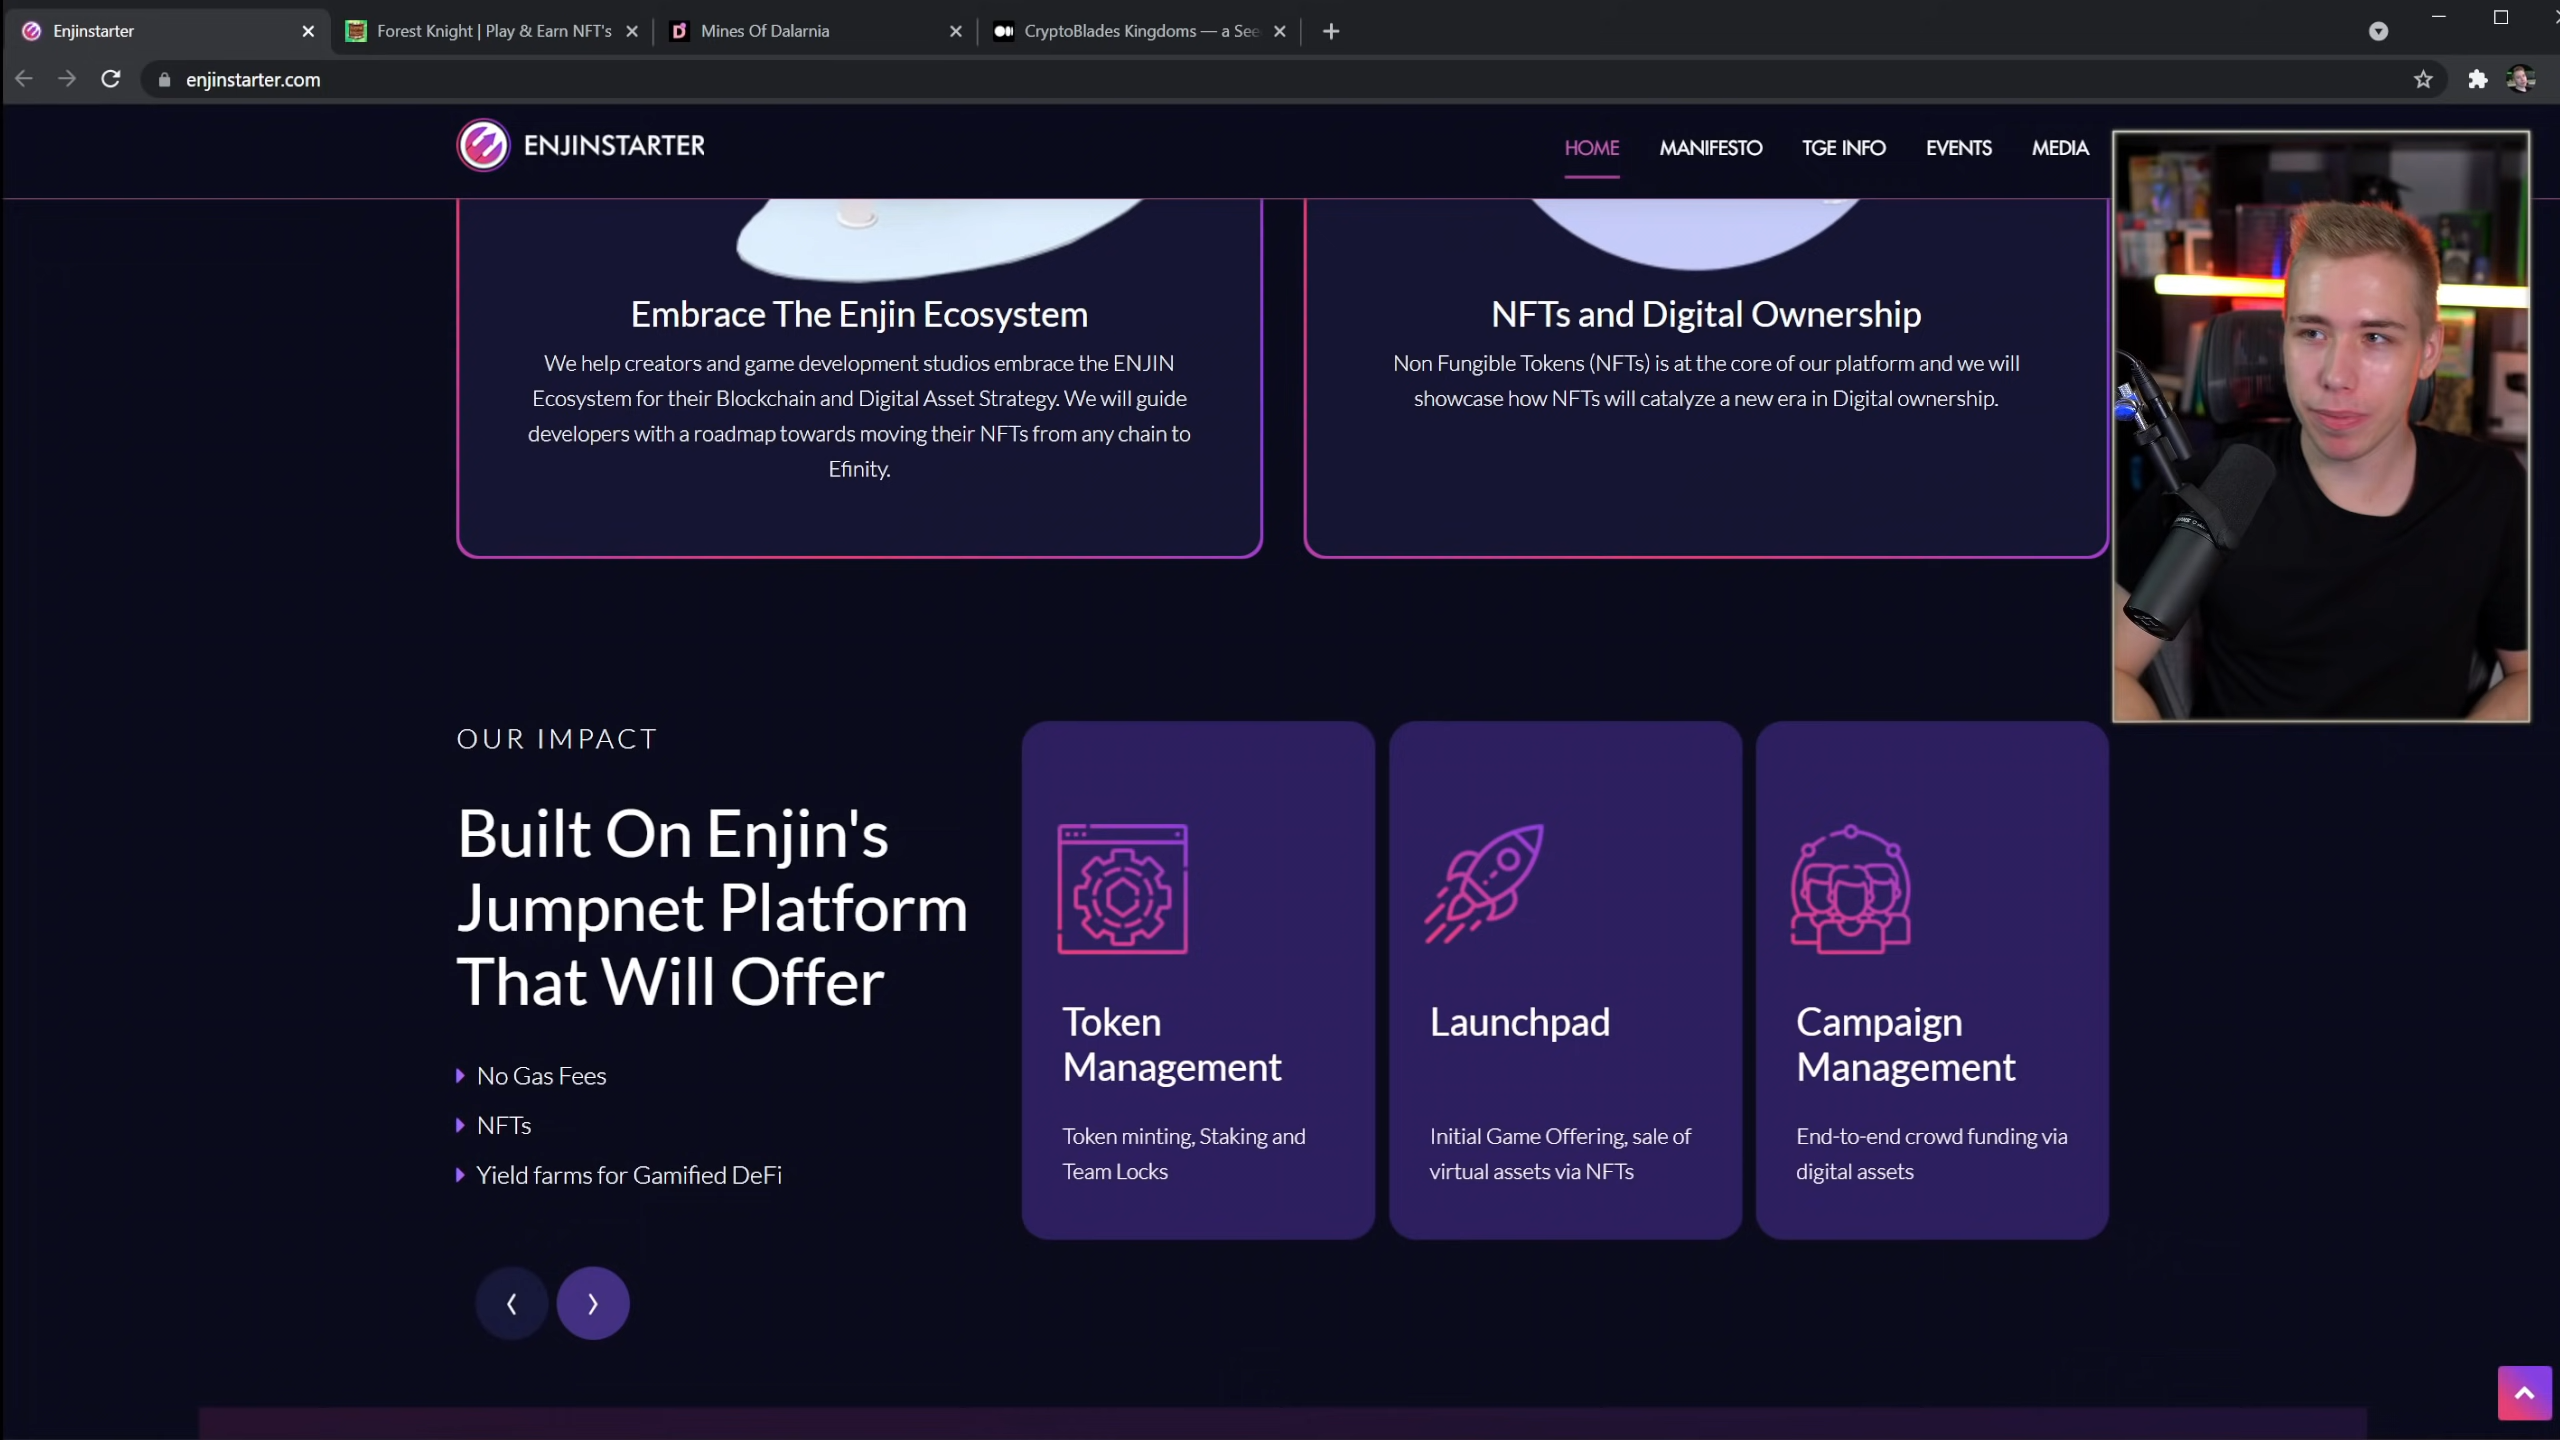 Enjinstarter
Forest Knight | Play & Earn NFT's
Mines Of Dalarnia
CryptoBlades Kingdoms — a See
enjinstarter.com
ENJINSTARTER
HOME
MANIFESTO
TGE INFO
EVENTS
MEDIA
Embrace The Enjin Ecosystem
We help creators and game development studios embrace the ENJIN
Ecosystem for their Blockchain and Digital Asset Strategy. We will guide
developers with a roadmap towards moving their NFTs from any chain to
Efinity.
NFTs and Digital Ownership
Non Fungible Tokens (NFTs) is at the core of our platform and we will
showcase how NFTs will catalyze a new era in Digital ownership.
OUR IMPACT
Built On Enjin's
Jumpnet Platform
That Will Offer
No Gas Fees
NFTs
Yield farms for Gamified DeFi
Token
Management
Token minting, Staking and
Team Locks
Launchpad
Initial Game Offering, sale of
virtual assets via NFTs
Campaign
Management
End-to-end crowd funding via
digital assets